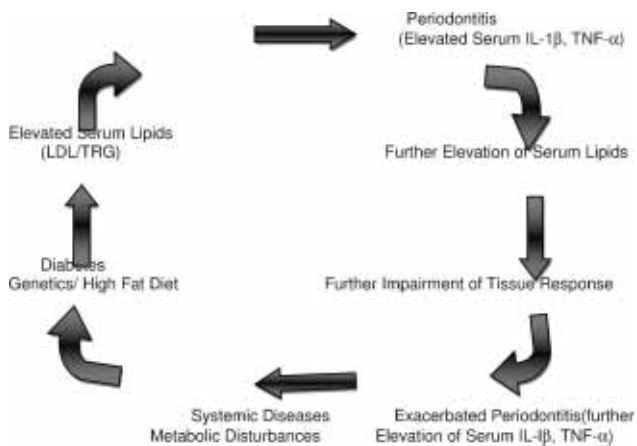 Periodontitis
(Elevated Serum IL-1β, TNF-α)
Elevated Serum Lipids
(LDL/TRG)
Further Elevation of Serum Lipids
Diabetes
Genetics/ High Fat Diet
Further Impairment of Tissue Response
Systemic Diseases
Metabolic Disturbances
Exacerbated Periodontitis(further
Elevation of Serum IL-Iβ, TNF-α)